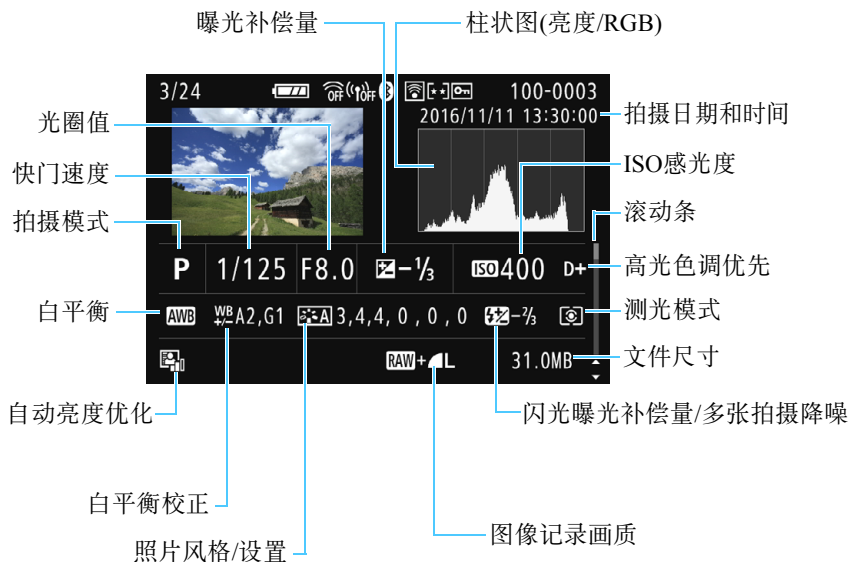 曝光补偿量
柱状图(亮度/RGB)
3/24
OFF
OFF
100-0003
2016/11/11 13:30:00
拍摄日期和时间
光圈值
快门速度
ISO感光度
拍摄模式
滚动条
P 1/125 F8.0 -⅓ ISO 400 D+
高光色调优先
白平衡
AWB WB+/- A2,G1 A 3,4,4,0,0,0 -⅔
测光模式
RAW+L 31.0MB
文件尺寸
自动亮度优化
闪光曝光补偿量/多张拍摄降噪
白平衡校正
图像记录画质
照片风格/设置